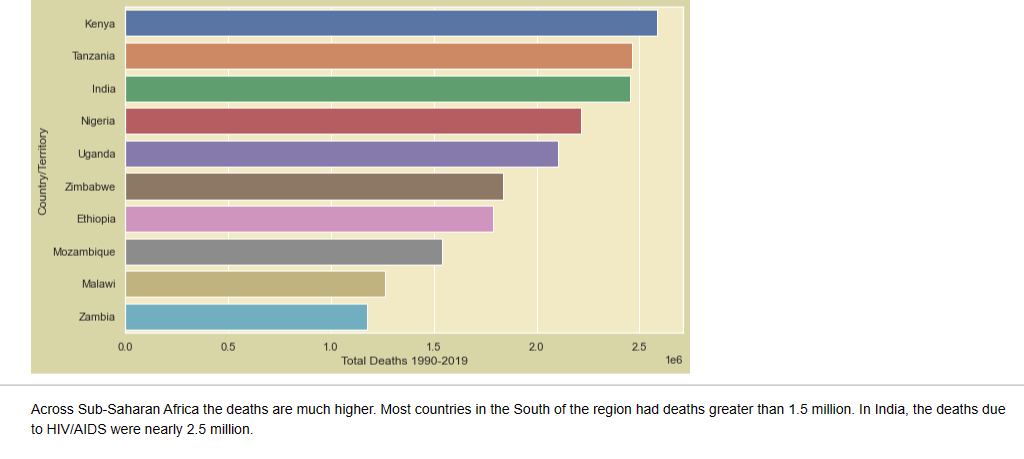 Kenya
Tanzania
India
Nigeria
Uganda
Zimbabwe
Ethiopia
Mozambique
Malawi
Zambia
Country/Territory
0.0 0.5 1.0 1.5 2.0 2.5
Total Deaths 1990-2019
1e6
Across Sub-Saharan Africa the deaths are much higher. Most countries in the South of the region had deaths greater than 1.5 million. In India, the deaths due
to HIV/AIDS were nearly 2.5 million.